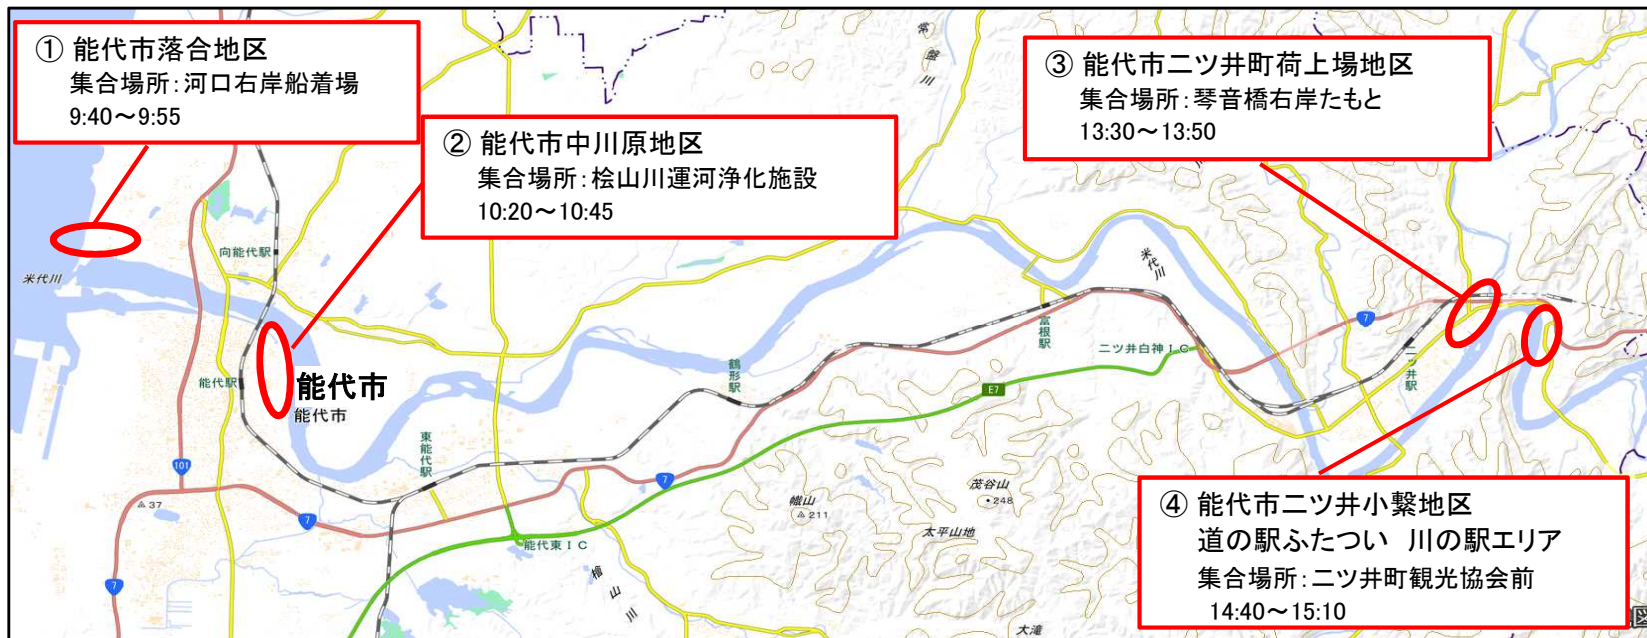 ① 能代市落合地区
集合場所：河口右岸船着場
9:40～9:55
② 能代市中川原地区
集合場所：桧山川運河浄化施設
10:20～10:45
③ 能代市二ツ井町荷上場地区
集合場所：琴音橋右岸たもと
13:30～13:50
④ 能代市二ツ井小繋地区
道の駅ふたつい 川の駅エリア
集合場所：二ツ井町観光協会前
14:40～15:10
常盤川
米代川
向能代駅
能代駅
能代市
能代市
東能代駅
鶴形駅
富根駅
米代川
二ツ井白神ＩＣ
二ツ井駅
7
E7
7
101
7
7
37
能代東ＩＣ
檜山川
211
茂谷山
248
太平山地
大滝
図